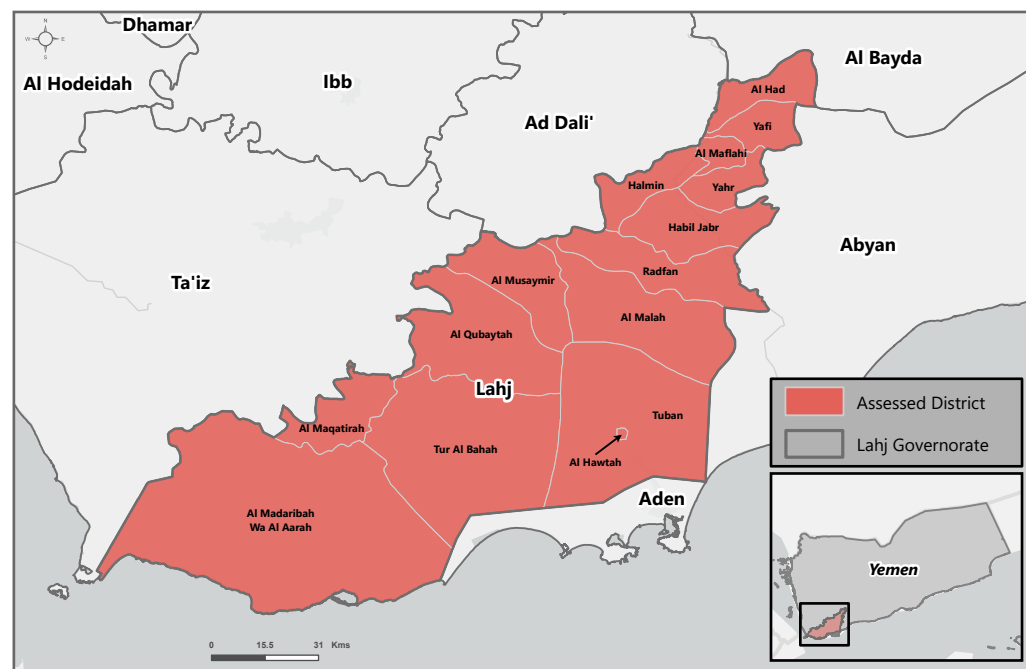 N
W E
S
Dhamar
Al Hodeidah
Ibb
Al Bayda
Ad Dali'
Al Had
Yafi
Al Maflahi
Halmin
Yahr
Habil Jabr
Abyan
Ta'iz
Radfan
Al Musaymir
Al Malah
Al Qubaytah
Lahj
Al Maqatirah
Tuban
Tur Al Bahah
Al Hawtah
Aden
Al Madaribah
Wa Al Aarah
Assessed District
Lahj Governorate
Yemen
0 15.5 31 Kms